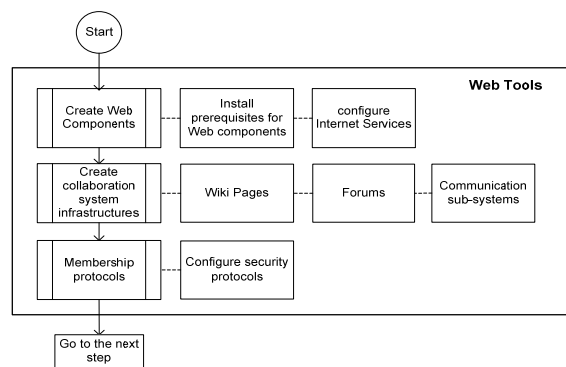 Start
Web Tools
Create Web
Components
Install
prerequisites for
Web components
configure
Internet Services
Create
collaboration
system
infrastructures
Wiki Pages
Forums
Communication
sub-systems
Membership
protocols
Configure security
protocols
Go to the next
step